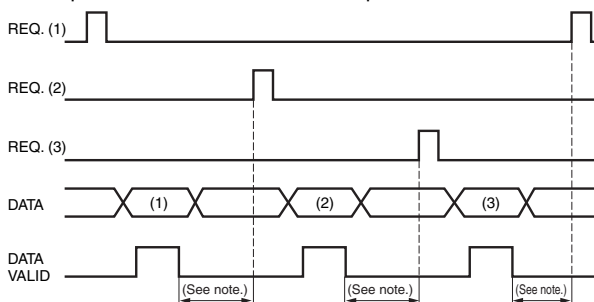 REQ. (1)
REQ. (2)
REQ. (3)
DATA
(1)
(2)
(3)
DATA
VALID
(See note.)
(See note.)
(See note.)